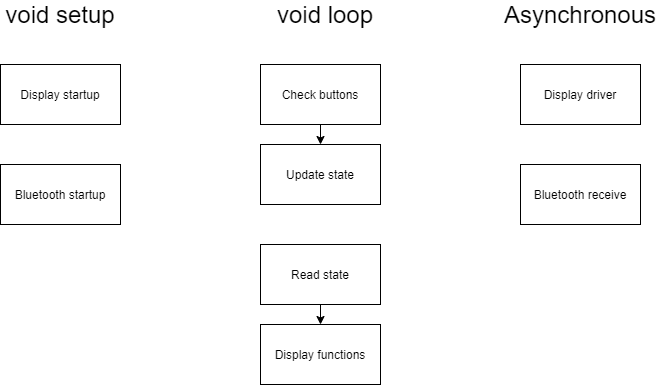 void setup
void loop
Asynchronous
Display startup
Check buttons
Display driver
Bluetooth startup
Update state
Bluetooth receive
Read state
Display functions